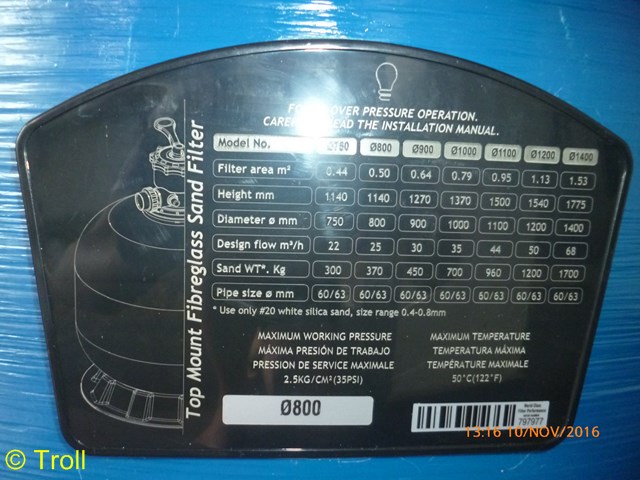 OVER PRESSURE OPERATION.
READ THE INSTALLATION MANUAL.
Top Mount Fibreglass Sand Filter
Model No. Ø800 Ø900 Ø1000 Ø1100 Ø1200 Ø1400
Filter area m² 0.44 0.50 0.64 0.79 0.95 1.13 1.53
Height mm 1140 1140 1270 1370 1500 1540 1775
Diameter ø mm 750 800 900 1000 1100 1200 1400
Design flow m³/h 22 25 30 35 44 50 68
Sand WT*. Kg 300 370 450 700 960 1200 1700
Pipe size ø mm 60/63 60/63 60/63 60/63 60/63 60/63 60/63
* Use only #20 white silica sand, size range 0.4-0.8mm
MAXIMUM WORKING PRESSURE
MÁXIMA PRESIÓN DE TRABAJO
PRESSION DE SERVICE MAXIMALE
2.5KG/CM²(35PSI)
MAXIMUM TEMPERATURE
TEMPERATURA MÁXIMA
TEMPÉRATURE MAXIMALE
50°C(122°F)
Ø800
797977
13:16 10/NOV/2016
© Troll